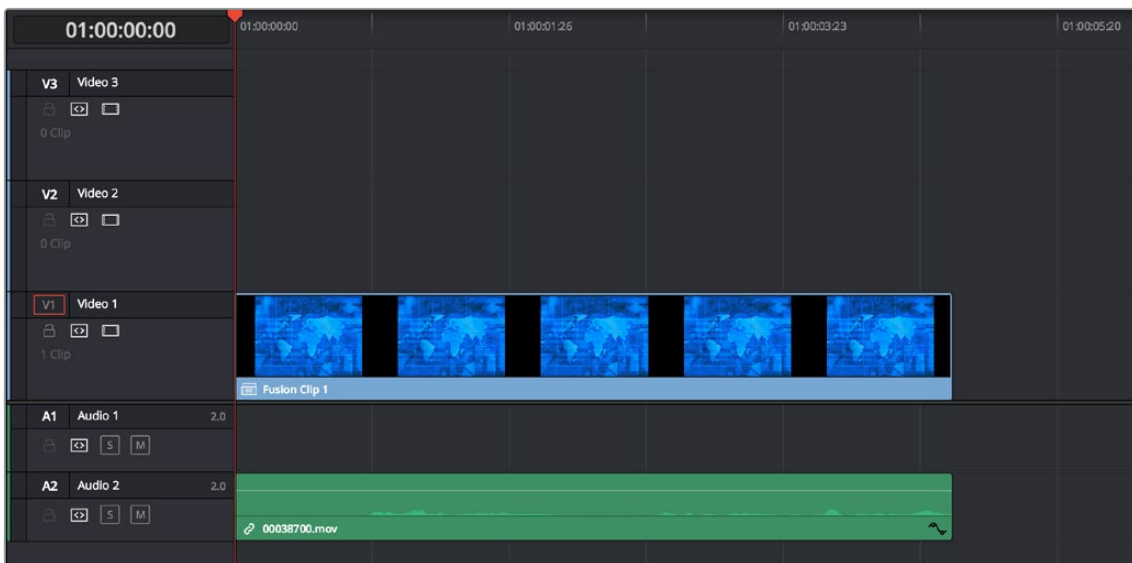 01:00:00:00
01:00:00:00 01:00:01:26 01:00:03:23 01:00:05:20
V3 Video 3
0 Clip
V2 Video 2
0 Clip
V1 Video 1
1 Clip
Fusion Clip 1
A1 Audio 1 2.0
S M
A2 Audio 2 2.0
S M
00038700.mov